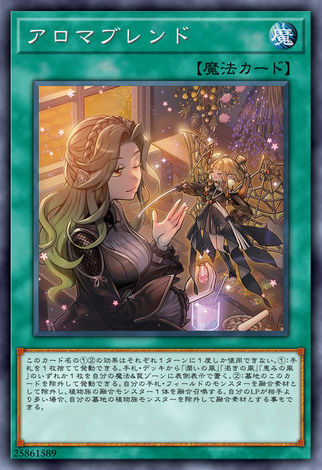 アロマブレンド
魔
【魔法カード】
このカード名の①②の効果はそれぞれ1ターンに1度しか使用できない。①：手
札を1枚捨てて発動できる。手札・デッキから「潤いの風」「渇きの風」「恵みの風」
のいずれか1枚を自分の魔法&罠ゾーンに表側表示で置く。②：墓地のこのカ
ードを除外して発動できる。自分の手札・フィールドのモンスターを融合素材と
して除外し、植物族の融合モンスター1体を融合召喚する。自分のLPが相手よ
り多い場合、自分の墓地の植物族モンスターを除外して融合素材とする事もで
きる。
25861589